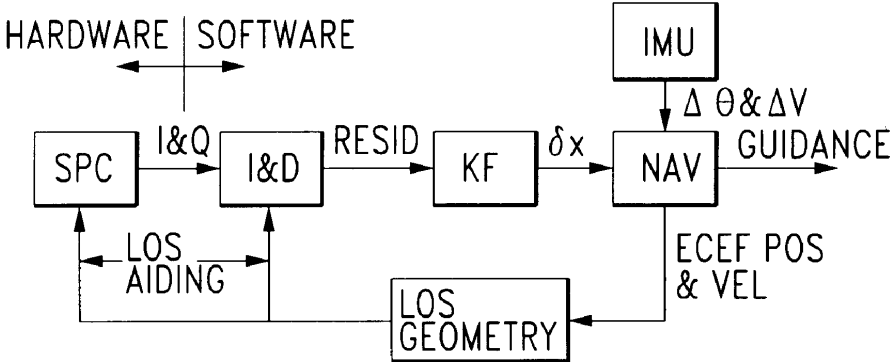 HARDWARE
SOFTWARE
IMU
Δ θ& ΔV
SPC
I&Q
I&D
RESID
KF
δx
NAV
GUIDANCE
LOS
AIDING
LOS
GEOMETRY
ECEF POS
& VEL